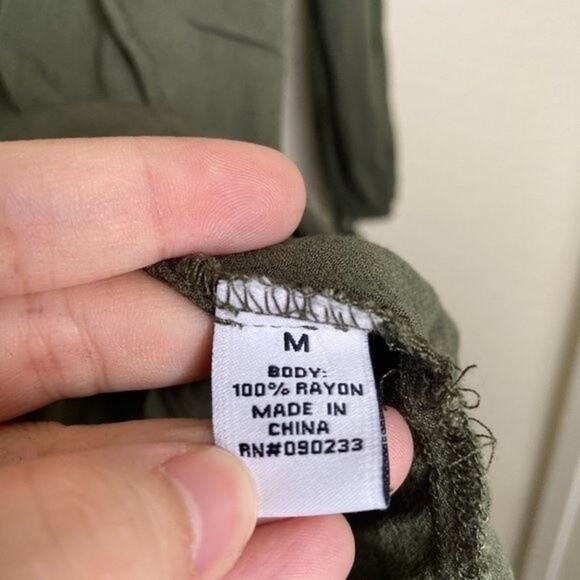 M
BODY:
100% RAYON
MADE IN
CHINA
RN#090233